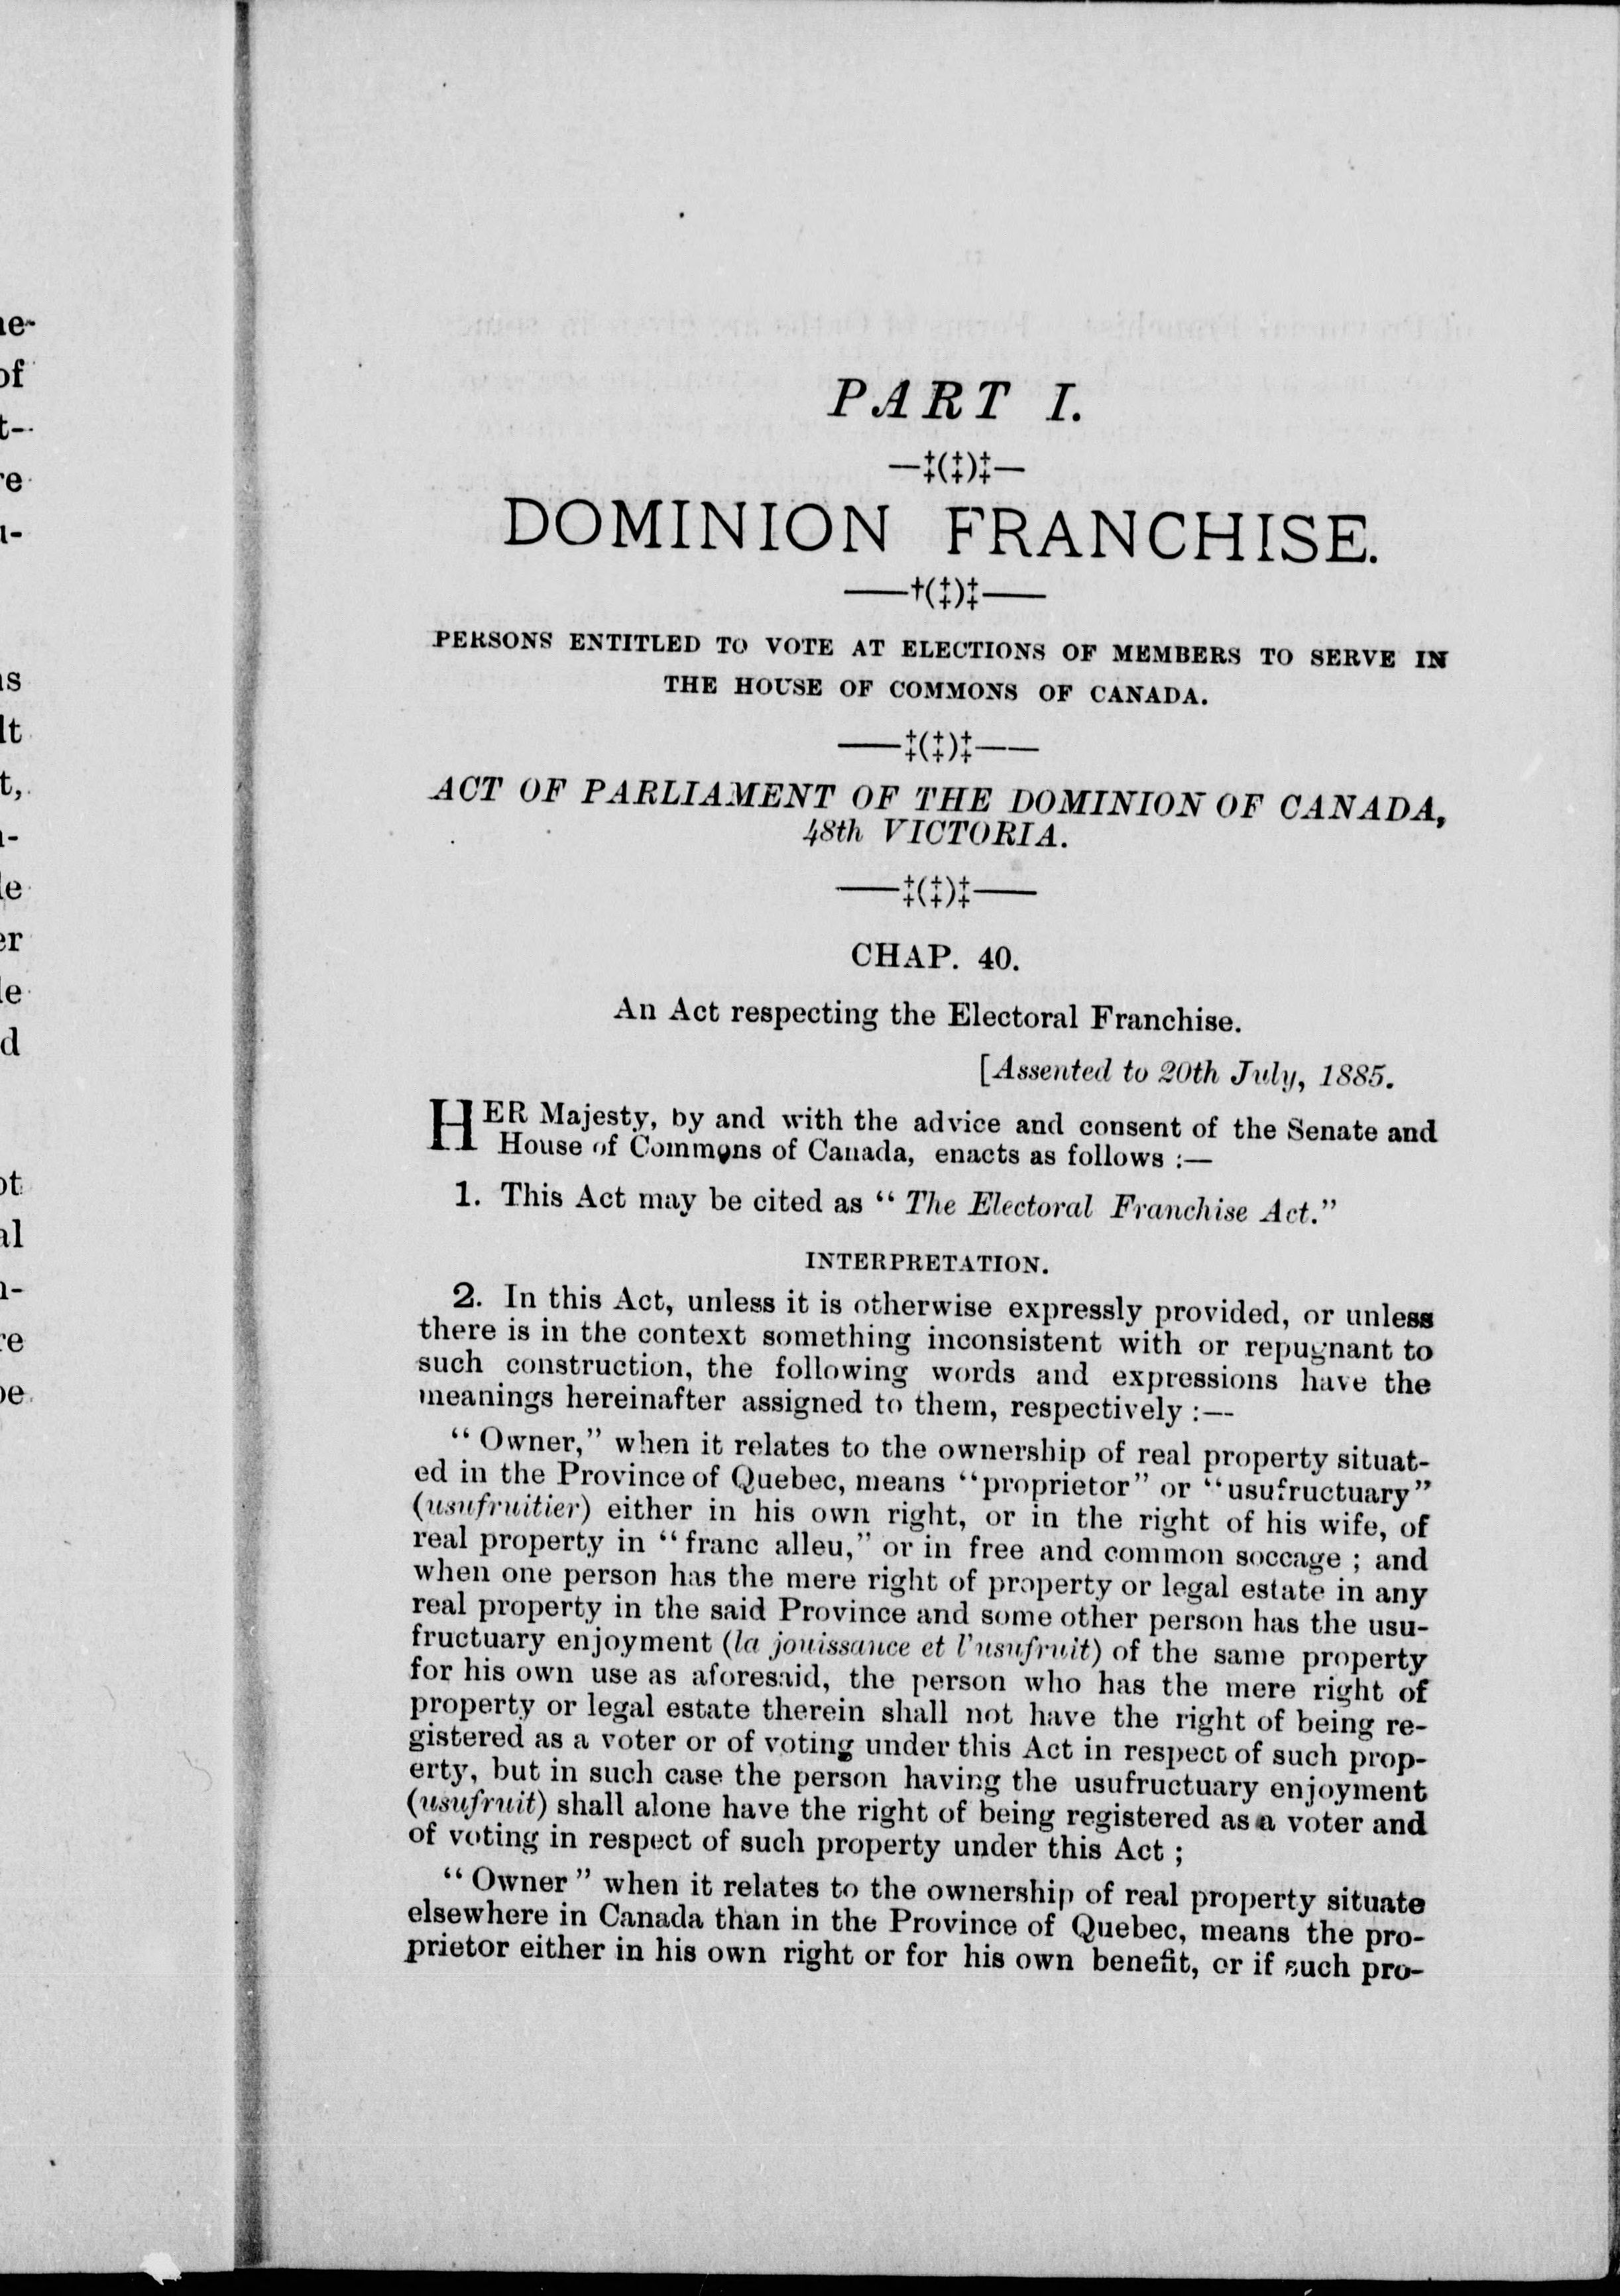 PART I.
—‡(‡)‡—
DOMINION FRANCHISE.
——†(‡)‡——
PERSONS ENTITLED TO VOTE AT ELECTIONS OF MEMBERS TO SERVE IN
THE HOUSE OF COMMONS OF CANADA.
——‡(‡)‡——
ACT OF PARLIAMENT OF THE DOMINION OF CANADA,
48th VICTORIA.
——‡(‡)‡——
CHAP. 40.
An Act respecting the Electoral Franchise.
[Assented to 20th July, 1885.
HER Majesty, by and with the advice and consent of the Senate and
House of Commons of Canada, enacts as follows :—
1. This Act may be cited as “ The Electoral Franchise Act.”
INTERPRETATION.
2. In this Act, unless it is otherwise expressly provided, or unless
there is in the context something inconsistent with or repugnant to
such construction, the following words and expressions have the
meanings hereinafter assigned to them, respectively :—
“ Owner,” when it relates to the ownership of real property situat-
ed in the Province of Quebec, means “proprietor” or “usufructuary”
(usufruitier) either in his own right, or in the right of his wife, of
real property in “ franc alleu,” or in free and common soccage ; and
when one person has the mere right of property or legal estate in any
real property in the said Province and some other person has the usu-
fructuary enjoyment (la jouissance et l’usufruit) of the same property
for his own use as aforesaid, the person who has the mere right of
property or legal estate therein shall not have the right of being re-
gistered as a voter or of voting under this Act in respect of such prop-
erty, but in such case the person having the usufructuary enjoyment
(usufruit) shall alone have the right of being registered as a voter and
of voting in respect of such property under this Act ;
“ Owner ” when it relates to the ownership of real property situate
elsewhere in Canada than in the Province of Quebec, means the pro-
prietor either in his own right or for his own benefit, or if such pro-